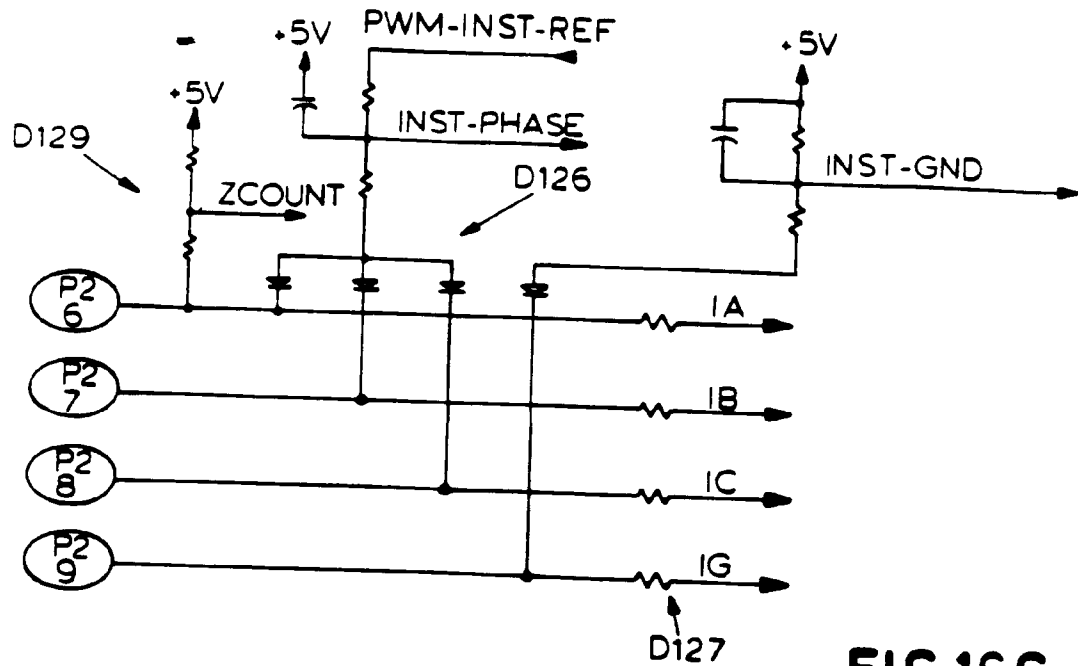 +5V
PWM-INST-REF
+5V
+5V
D129
INST-PHASE
INST-GND
D126
ZCOUNT
P2
6
IA
P2
7
IB
P2
8
IC
P2
9
IG
D127